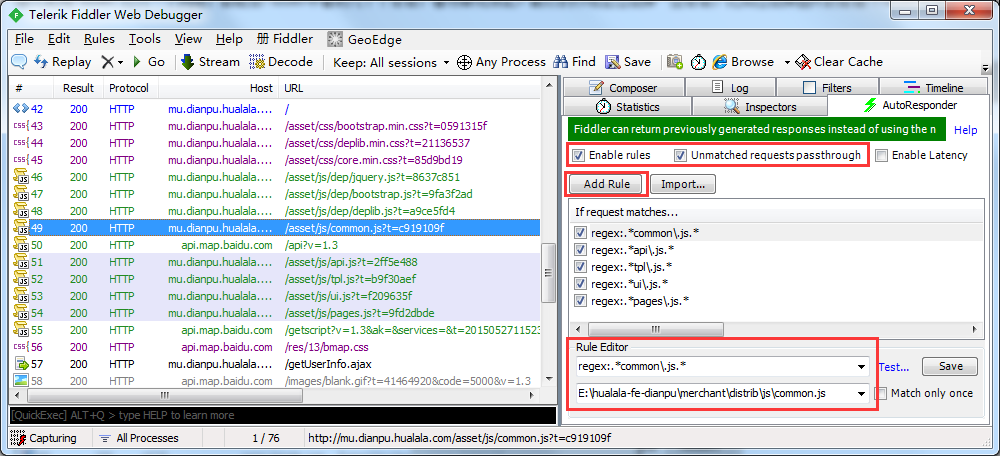 Telerik Fiddler Web Debugger
File Edit Rules Tools View Help 册 Fiddler GeoEdge
Replay Go Stream Decode Keep: All sessions Any Process Find Save Browse Clear Cache
# Result Protocol Host URL
42 200 HTTP mu.dianpu.hualala.... /
43 200 HTTP mu.dianpu.hualala.... /asset/css/bootstrap.min.css?t=0591315f
44 200 HTTP mu.dianpu.hualala.... /asset/css/deplib.min.css?t=21136537
45 200 HTTP mu.dianpu.hualala.... /asset/css/core.min.css?t=85d9bd19
46 200 HTTP mu.dianpu.hualala.... /asset/js/dep/jquery.js?t=8637c851
47 200 HTTP mu.dianpu.hualala.... /asset/js/dep/bootstrap.js?t=9fa3f2ad
48 200 HTTP mu.dianpu.hualala.... /asset/js/dep/deplib.js?t=a9ce5fd4
49 200 HTTP mu.dianpu.hualala.... /asset/js/common.js?t=c919109f
50 200 HTTP api.map.baidu.com /api?v=1.3
51 200 HTTP mu.dianpu.hualala.... /asset/js/api.js?t=2ff5e488
52 200 HTTP mu.dianpu.hualala.... /asset/js/tpl.js?t=b9f30aef
53 200 HTTP mu.dianpu.hualala.... /asset/js/ui.js?t=f209635f
54 200 HTTP mu.dianpu.hualala.... /asset/js/pages.js?t=9fd2dbde
55 200 HTTP api.map.baidu.com /getscript?v=1.3&ak=&services=&t=2015052711523
56 200 HTTP api.map.baidu.com /res/13/bmap.css
57 200 HTTP mu.dianpu.hualala.... /getUserInfo.ajax
58 200 HTTP api.map.baidu.com /images/blank.gif?t=41464920&code=5000&v=1.3
[QuickExec] ALT+Q > type HELP to learn more
Composer Log Filters Timeline
Statistics Inspectors AutoResponder
Fiddler can return previously generated responses instead of using the n Help
Enable rules Unmatched requests passthrough Enable Latency
Add Rule Import...
If request matches...
regex:.*common\.js.*
regex:.*api\.js.*
regex:.*tpl\.js.*
regex:.*ui\.js.*
regex:.*pages\.js.*
Rule Editor
regex:.*common\.js.* Test... Save
E:\hualala-fe-dianpu\merchant\distrib\js\common.js Match only once
Capturing All Processes 1 / 76 http://mu.dianpu.hualala.com/asset/js/common.js?t=c919109f